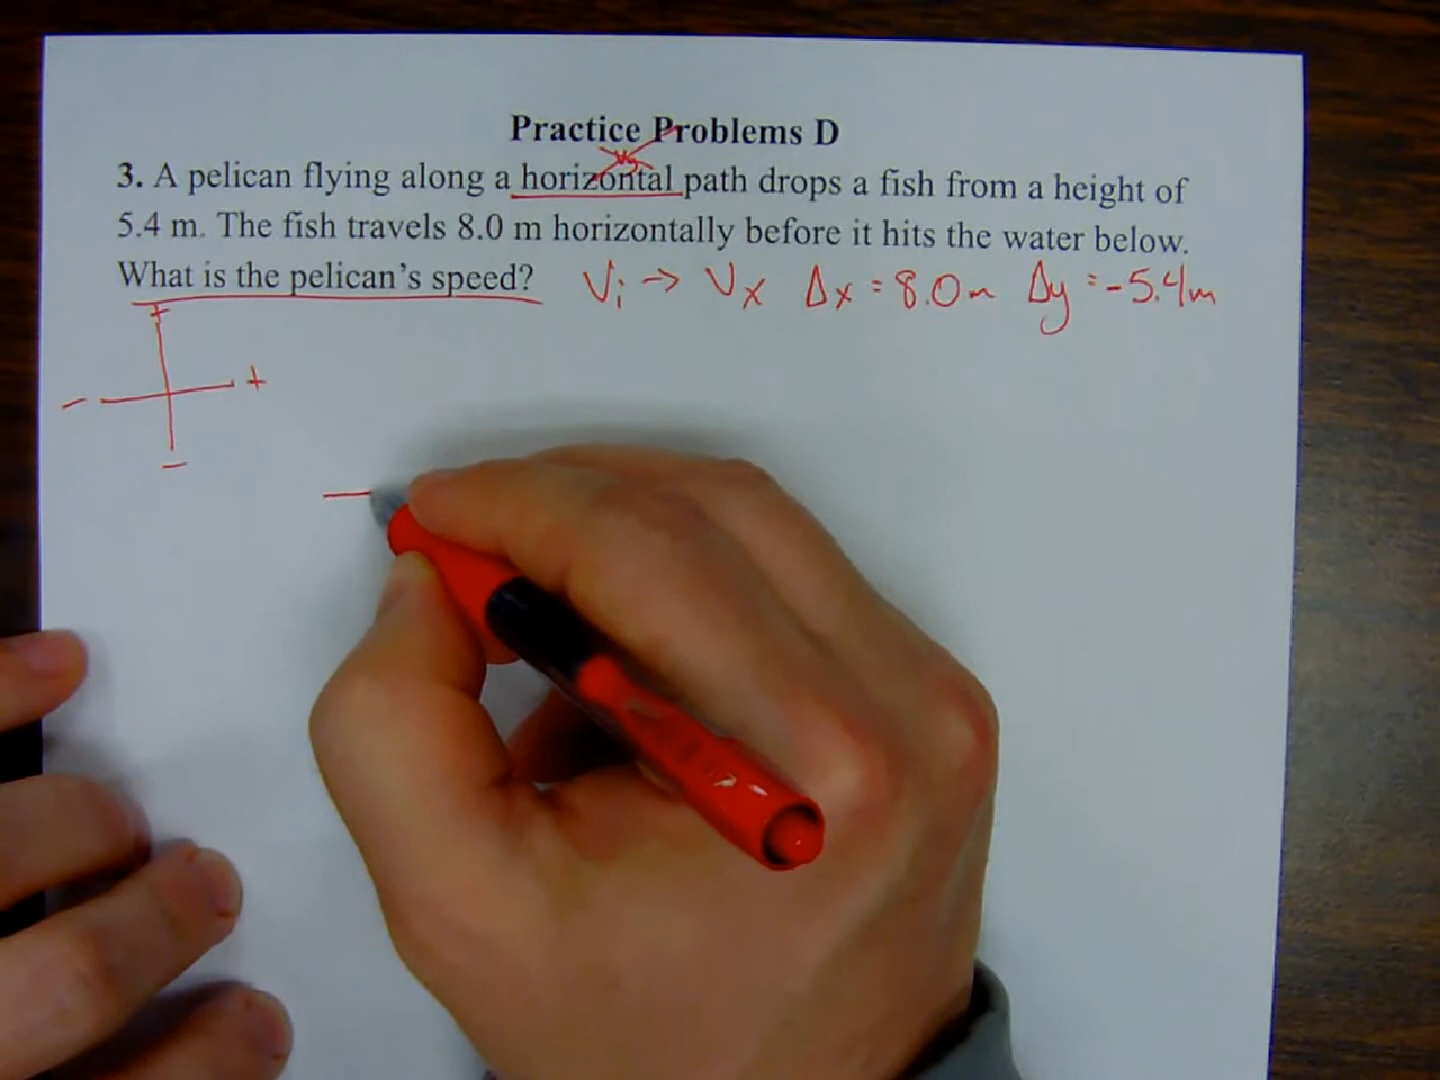 Practice Problems D
3. A pelican flying along a horizontal path drops a fish from a height of
5.4 m. The fish travels 8.0 m horizontally before it hits the water below.
What is the pelican's speed? Vi → Vx Δx = 8.0m Δy = -5.4m
+
- +
-